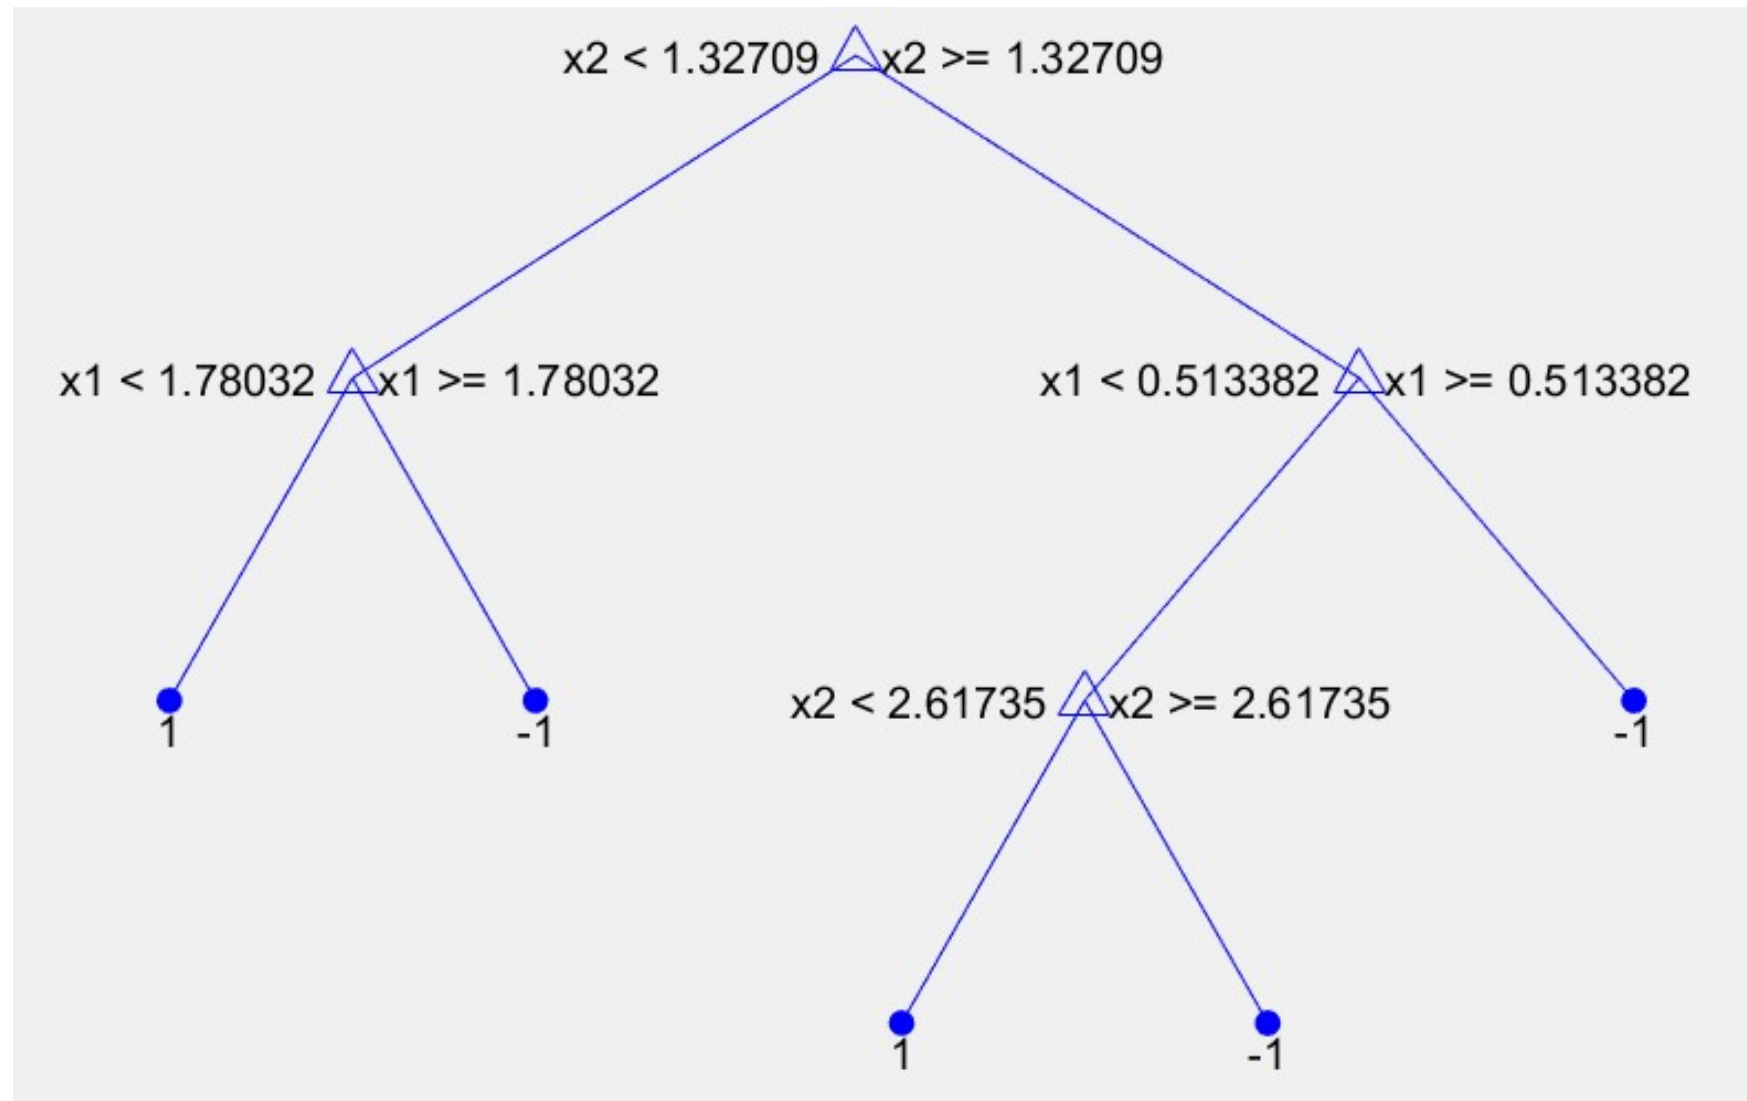 x2 < 1.32709 x2 >= 1.32709
x1 < 1.78032 x1 >= 1.78032 x1 < 0.513382 x1 >= 0.513382
x2 < 2.61735 x2 >= 2.61735
1 -1 -1
1 -1